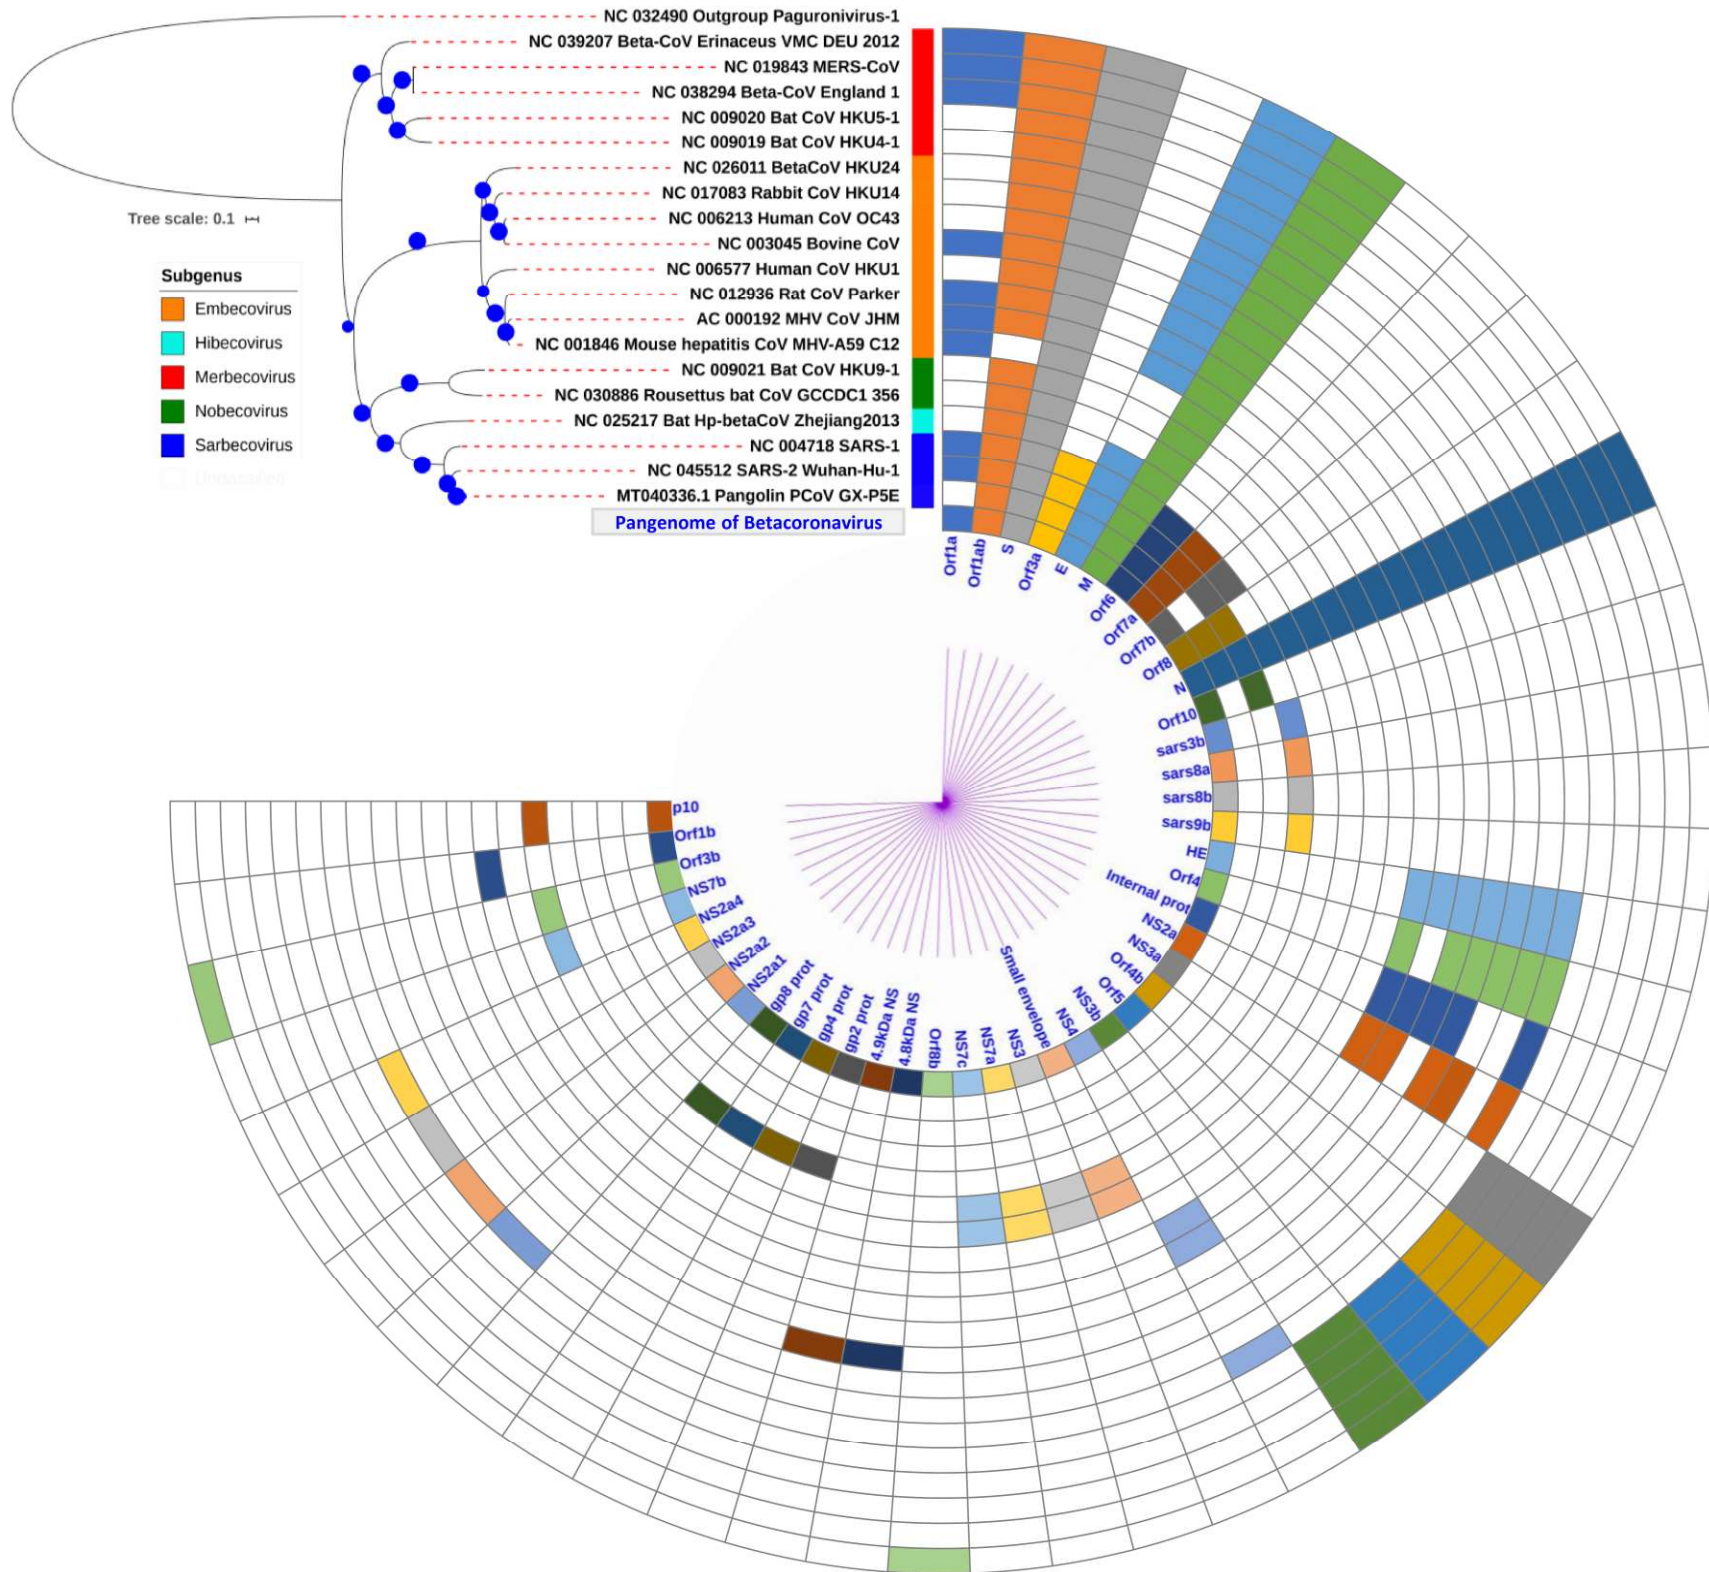 NC 032490 Outgroup Paguronivirus-1
NC 039207 Beta-CoV Erinaceus VMC DEU 2012
NC 019843 MERS-CoV
NC 038294 Beta-CoV England 1
NC 009020 Bat CoV HKU5-1
NC 009019 Bat CoV HKU4-1
NC 026011 BetaCoV HKU24
NC 017083 Rabbit CoV HKU14
NC 006213 Human CoV OC43
NC 003045 Bovine CoV
NC 006577 Human CoV HKU1
NC 012936 Rat CoV Parker
AC 000192 MHV CoV JHM
NC 001846 Mouse hepatitis CoV MHV-A59 C12
NC 009021 Bat CoV HKU9-1
NC 030886 Rousettus bat CoV GCCDC1 356
NC 025217 Bat Hp-betaCoV Zhejiang2013
NC 004718 SARS-1
NC 045512 SARS-2 Wuhan-Hu-1
MT040336.1 Pangolin PCoV GX-P5E
Pangenome of Betacoronavirus
Tree scale: 0.1
Subgenus
Embecovirus
Hibecovirus
Merbecovirus
Nobecovirus
Sarbecovirus
Orf1a
Orf1ab
S
Orf3a
E
M
Orf6
Orf7a
Orf7b
Orf8
N
Orf10
sars3b
sars8a
sars8b
sars9b
HE
Orf4
Internal prot
NS2a
NS3a
Orf4b
Orf5
NS3b
NS4
Small envelope
NS3
NS7a
NS7c
Orf8b
4.8kDa NS
4.9kDa NS
gp2 prot
gp4 prot
gp7 prot
gp8 prot
NS2a1
NS2a2
NS2a3
NS2a4
NS7b
Orf3b
Orf1b
p10